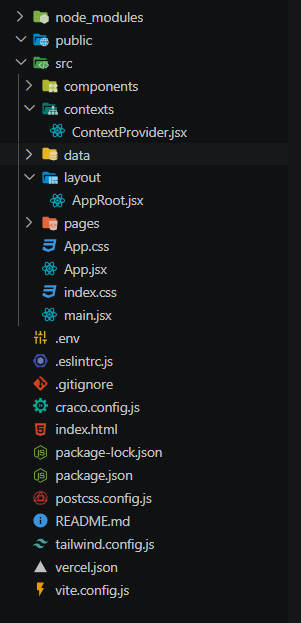 node_modules
public
src
components
contexts
ContextProvider.jsx
data
layout
AppRoot.jsx
pages
App.css
App.jsx
index.css
main.jsx
.env
.eslintrc.js
.gitignore
craco.config.js
index.html
package-lock.json
package.json
postcss.config.js
README.md
tailwind.config.js
vercel.json
vite.config.js